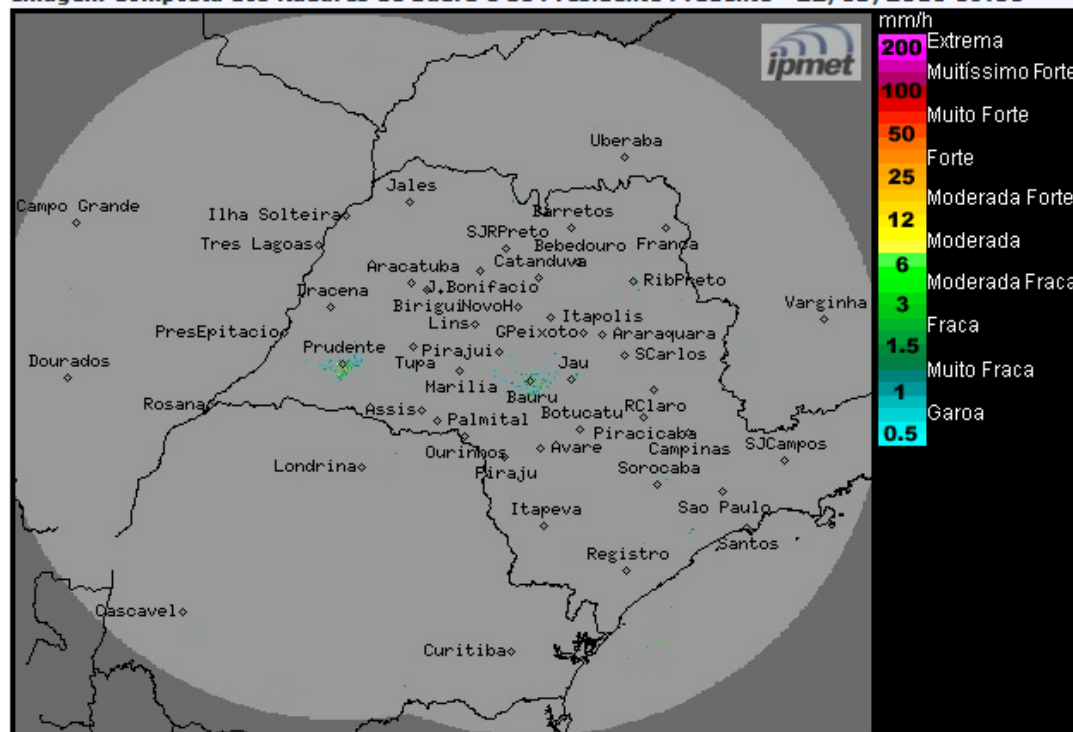 ipmet
mm/h
200 Extrema
Muitíssimo Forte
100
Muito Forte
50
Forte
25
Moderada Forte
12
Moderada
6
Moderada Fraca
3
Fraca
1.5
Muito Fraca
1
Garoa
0.5
Uberaba
Jales
Campo Grande
Ilha Solteira
Barretos
Tres Lagoas
SJRPreto
Bebedouro
Franca
Aracatuba
Catanduva
J.Bonifacio
RibPreto
Dracena
Birigui
NovoH
Varginha
Lins
Itapolis
PresEpitacio
GPeixoto
Araraquara
Prudente
Pirajui
SCarlos
Dourados
Tupa
Jau
Marilia
Bauru
Rosana
Assis
Palmital
Botucatu
RClaro
Piracicaba
Ourinhos
Avare
Campinas
SJCampos
Londrina
Piraju
Sorocaba
Itapeva
Sao Paulo
Santos
Registro
Cascavel
Curitiba